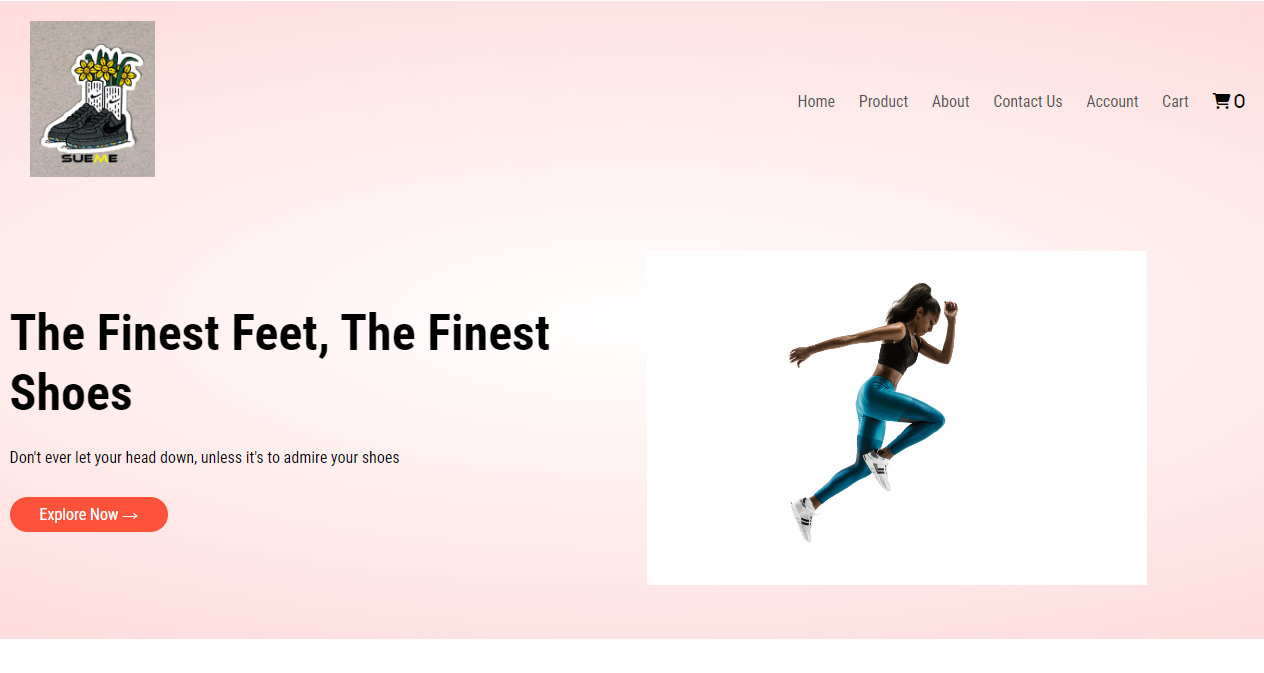 SUEME
Home Product About Contact Us Account Cart 0
The Finest Feet, The Finest
Shoes
Don't ever let your head down, unless it's to admire your shoes
Explore Now →